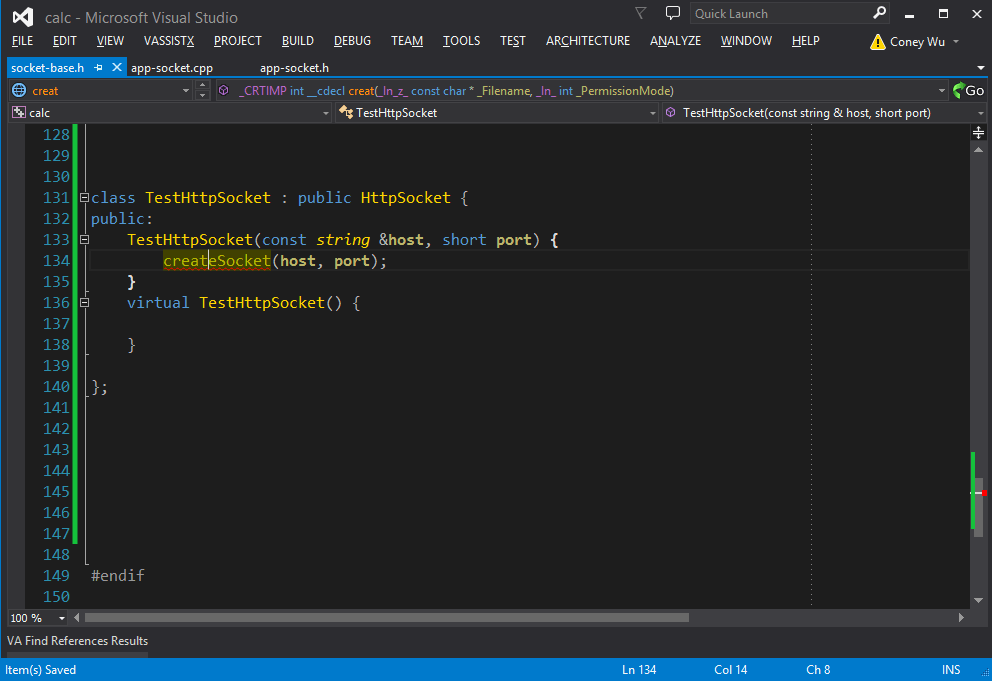 calc - Microsoft Visual Studio
Quick Launch
FILE EDIT VIEW VASSISTX PROJECT BUILD DEBUG TEAM TOOLS TEST ARCHITECTURE ANALYZE WINDOW HELP Coney Wu
socket-base.h app-socket.cpp app-socket.h
creat _CRTIMP int __cdecl creat(_In_z_ const char * _Filename, _In_ int _PermissionMode) Go
calc TestHttpSocket TestHttpSocket(const string & host, short port)
128
129
130
131 class TestHttpSocket : public HttpSocket {
132 public:
133 TestHttpSocket(const string &host, short port) {
134 createSocket(host, port);
135 }
136 virtual TestHttpSocket() {
137
138 }
139
140 };
141
142
143
144
145
146
147
148
149 #endif
150
100 %
VA Find References Results
Item(s) Saved Ln 134 Col 14 Ch 8 INS